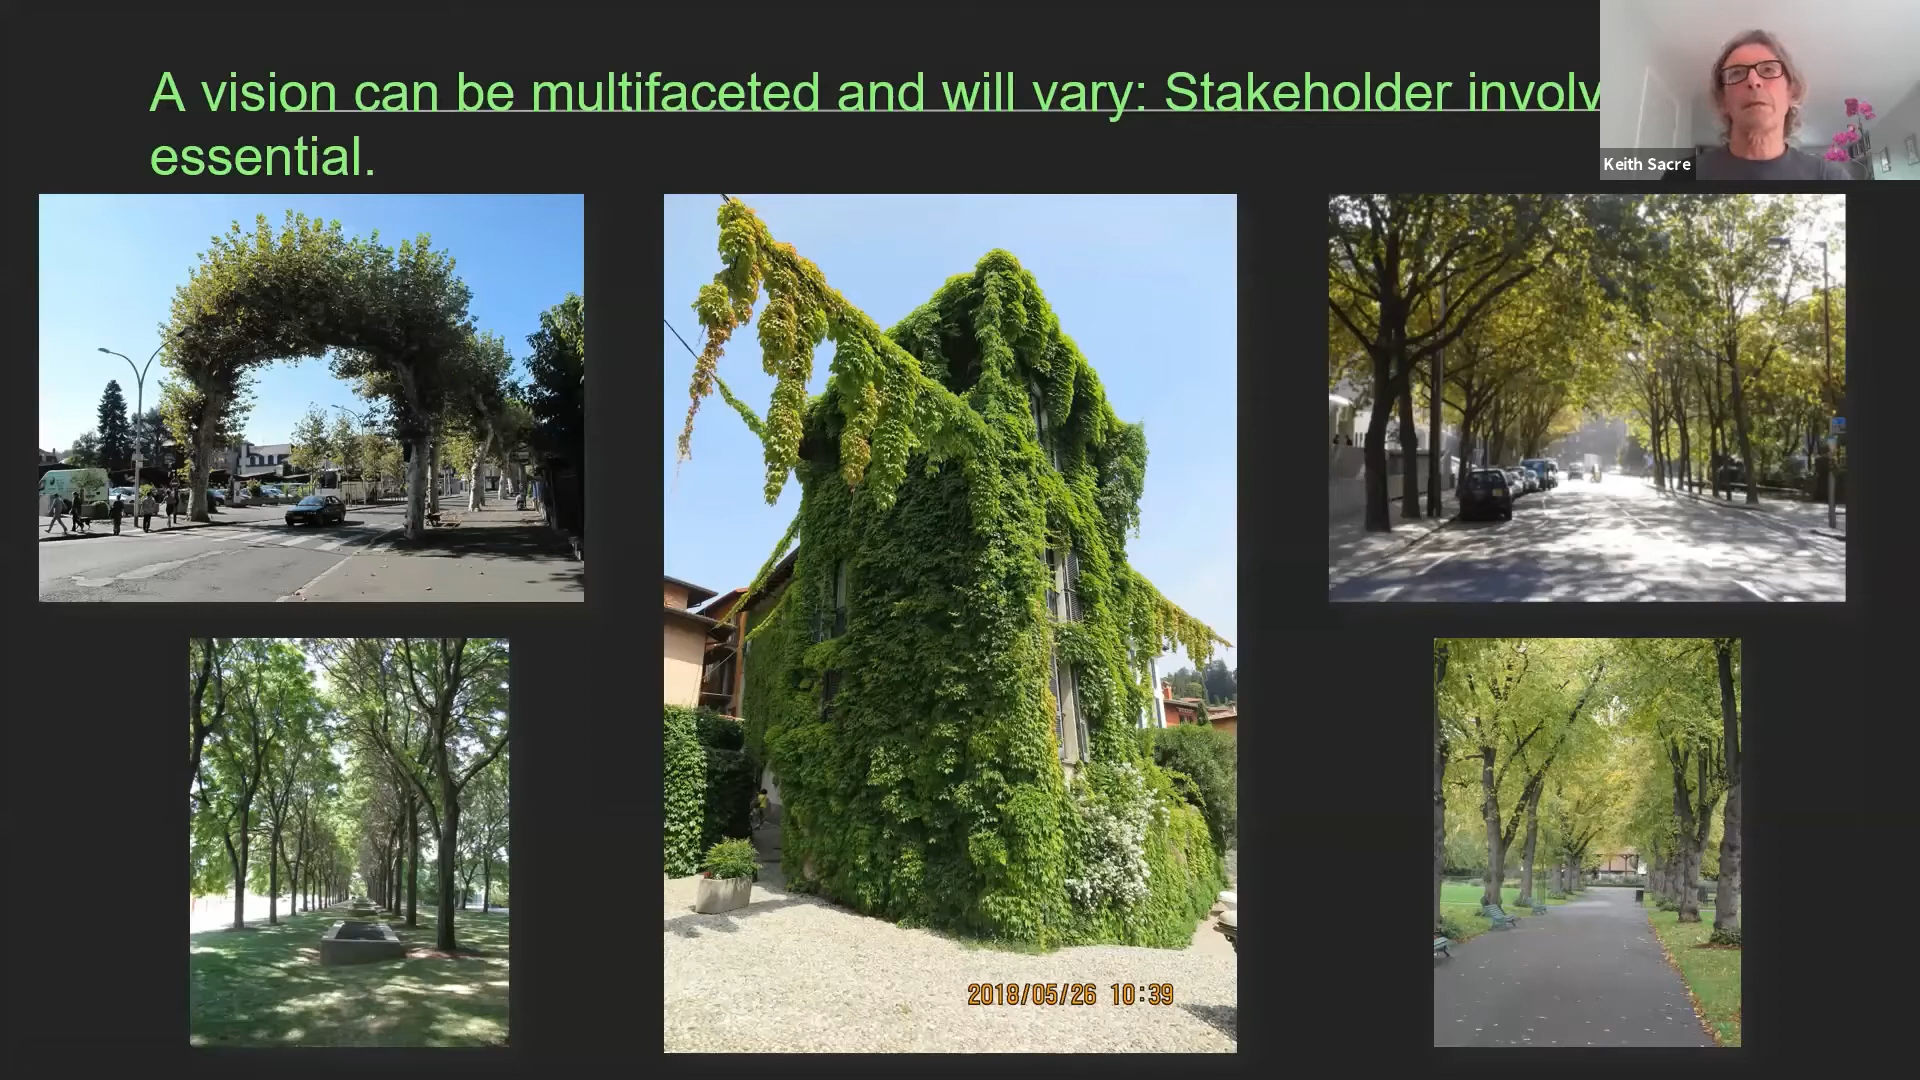 A vision can be multifaceted and will vary: Stakeholder involv
essential.
Keith Sacre
2018/05/26 10:39